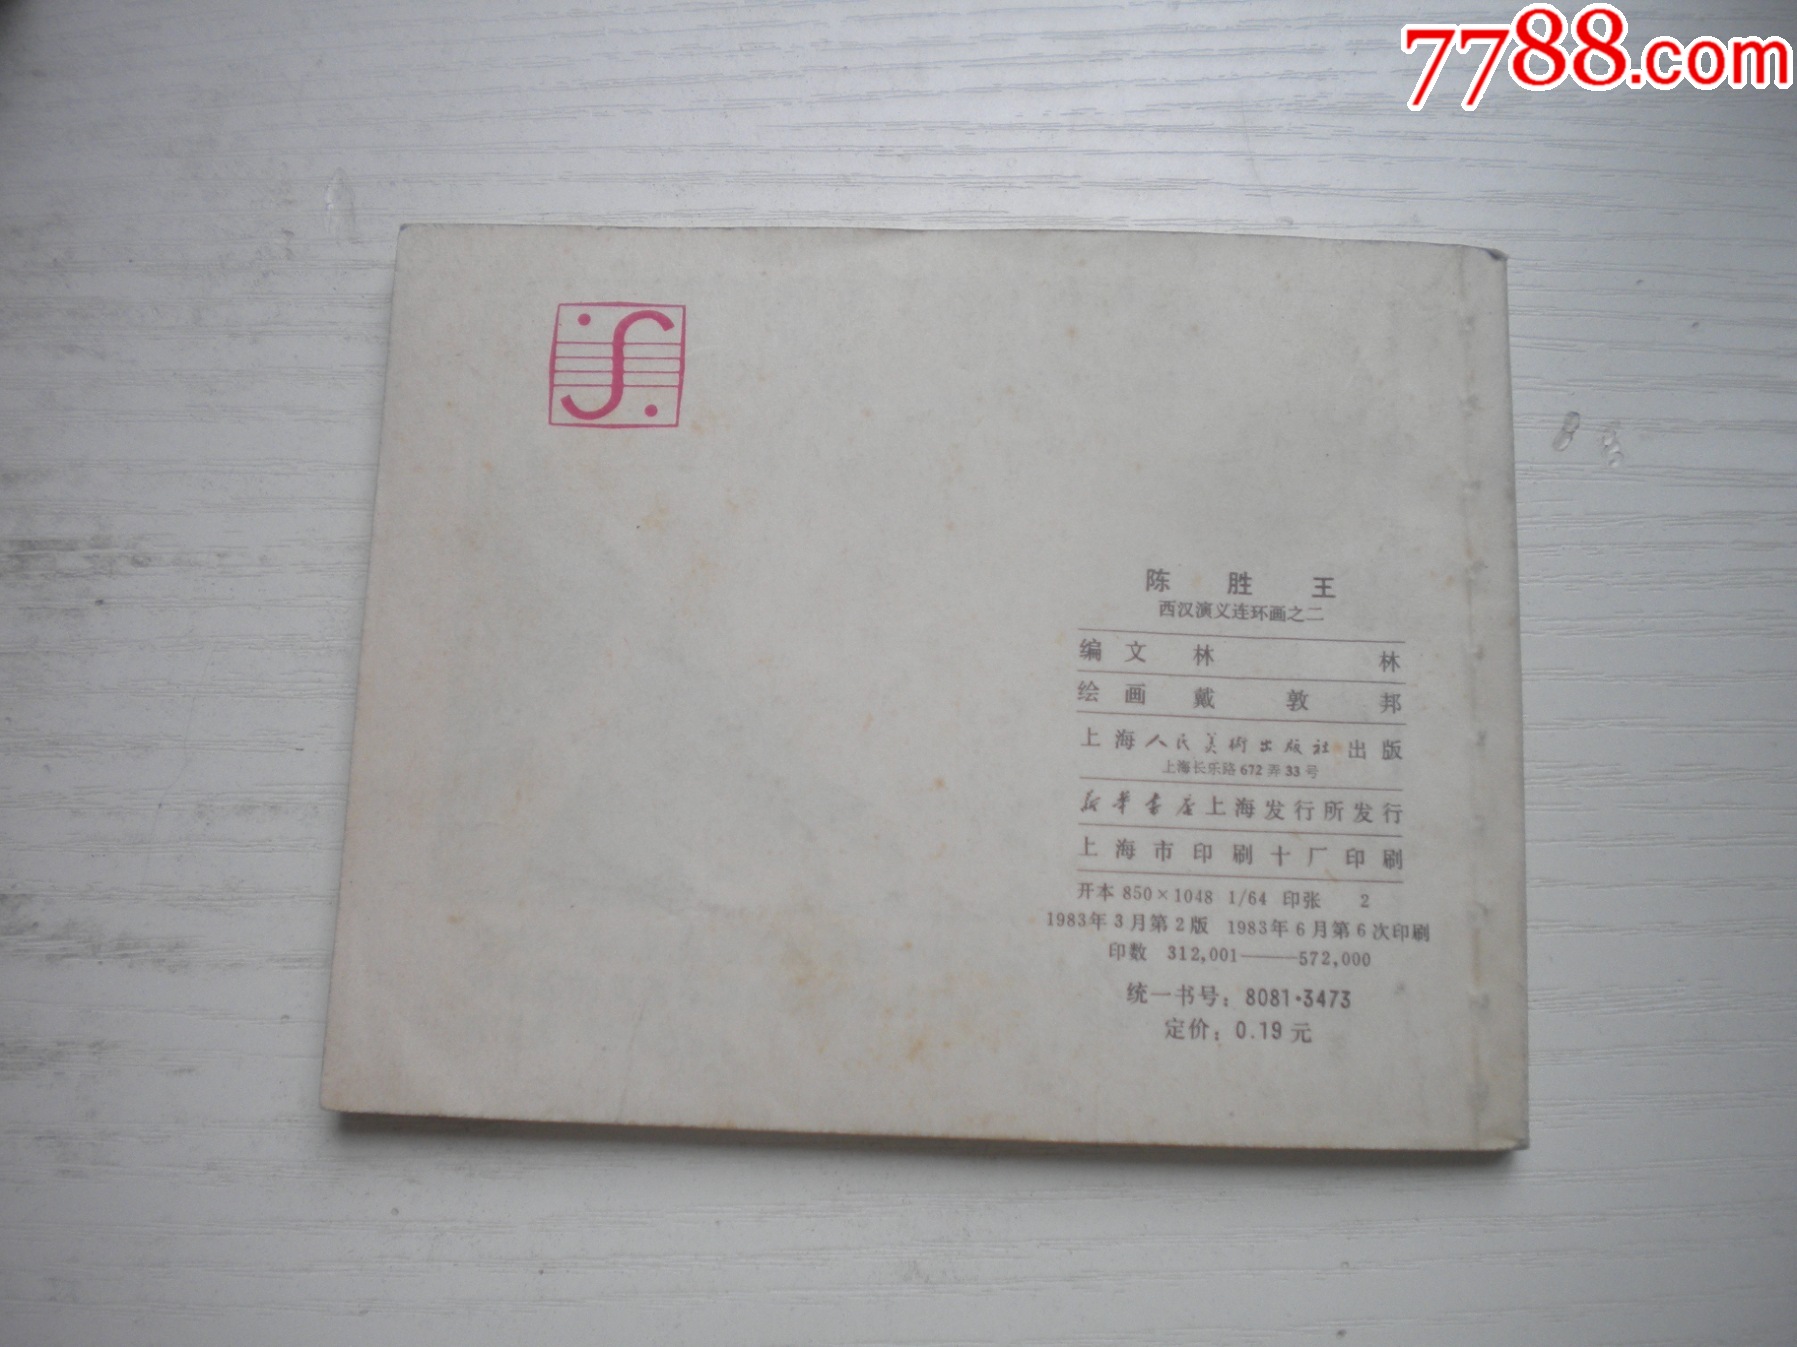 7788.com
陈胜王
西汉演义连环画之二
编文 林林
绘画 戴敦邦
上海人民美術出版社出版
上海长乐路672弄33号
新华书店上海发行所发行
上海市印刷十厂印刷
开本 850×1048 1/64 印张 2
1983年3月第2版 1983年6月第6次印刷
印数 312,001——572,000
统一书号：8081·3473
定价：0.19元